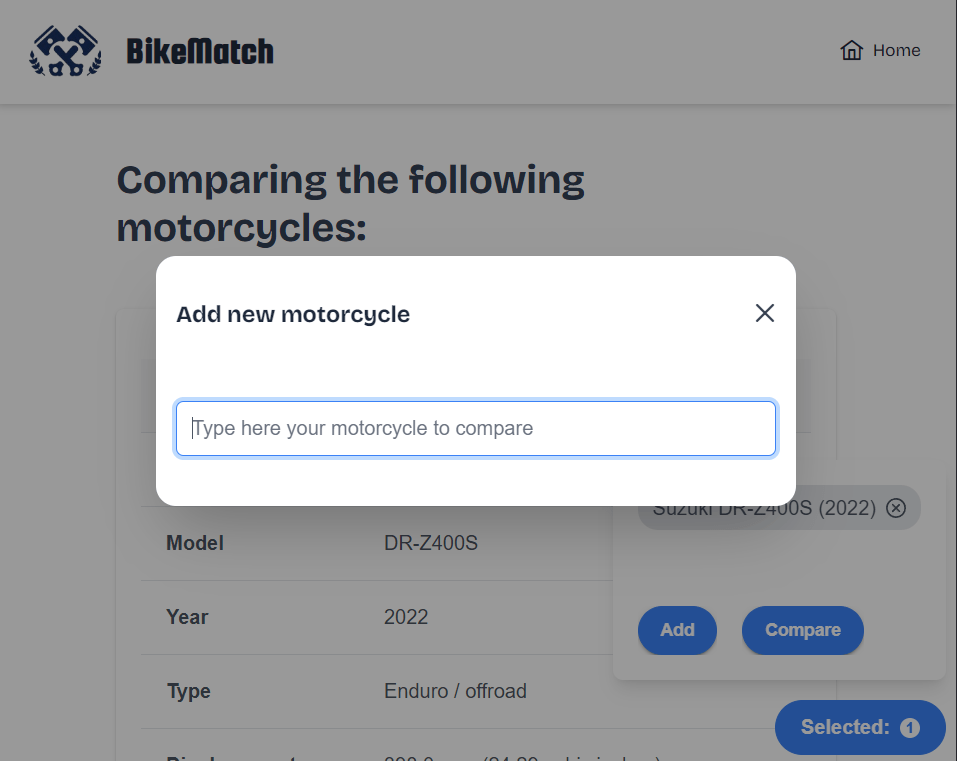 BikeMatch
Home
Comparing the following
motorcycles:
Add new motorcycle
Type here your motorcycle to compare
Suzuki DR-Z400S (2022)
Model DR-Z400S
Year 2022
Add Compare
Type Enduro / offroad
Selected: 1